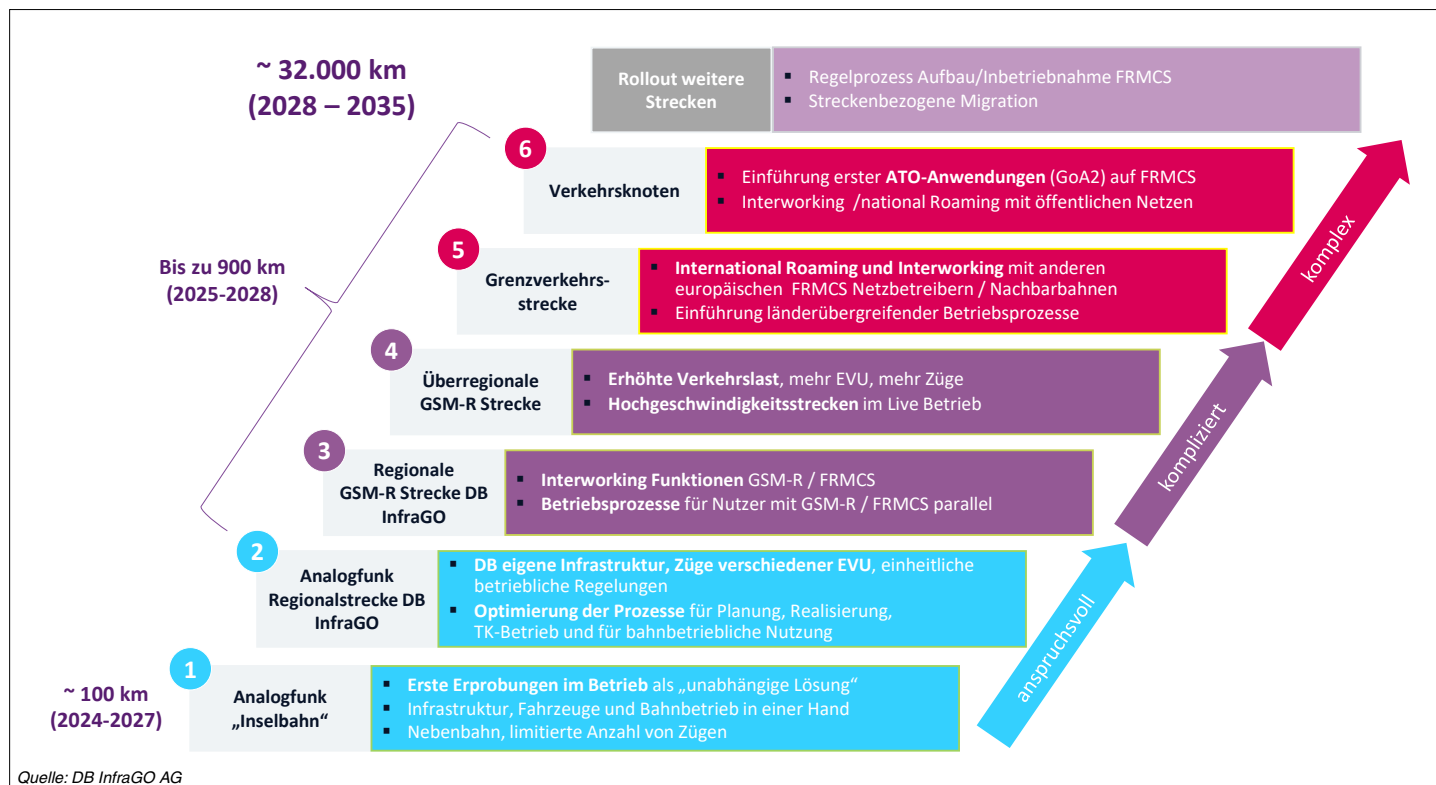 ~ 32.000 km
(2028 – 2035)
Rollout weitere
Strecken
▪ Regelprozess Aufbau/Inbetriebnahme FRMCS
▪ Streckenbezogene Migration
6
Verkehrsknoten
▪ Einführung erster ATO-Anwendungen (GoA2) auf FRMCS
▪ Interworking /national Roaming mit öffentlichen Netzen
Bis zu 900 km
(2025-2028)
5
Grenzverkehrs-
strecke
▪ International Roaming und Interworking mit anderen
europäischen FRMCS Netzbetreibern / Nachbarbahnen
▪ Einführung länderübergreifender Betriebsprozesse
komplex
4
Überregionale
GSM-R Strecke
▪ Erhöhte Verkehrslast, mehr EVU, mehr Züge
▪ Hochgeschwindigkeitsstrecken im Live Betrieb
3
Regionale
GSM-R Strecke DB
InfraGO
▪ Interworking Funktionen GSM-R / FRMCS
▪ Betriebsprozesse für Nutzer mit GSM-R / FRMCS parallel
kompliziert
2
Analogfunk
Regionalstrecke DB
InfraGO
▪ DB eigene Infrastruktur, Züge verschiedener EVU, einheitliche
betriebliche Regelungen
▪ Optimierung der Prozesse für Planung, Realisierung,
TK-Betrieb und für bahnbetriebliche Nutzung
~ 100 km
(2024-2027)
1
Analogfunk
„Inselbahn“
▪ Erste Erprobungen im Betrieb als „unabhängige Lösung“
▪ Infrastruktur, Fahrzeuge und Bahnbetrieb in einer Hand
▪ Nebenbahn, limitierte Anzahl von Zügen
anspruchsvoll
Quelle: DB InfraGO AG